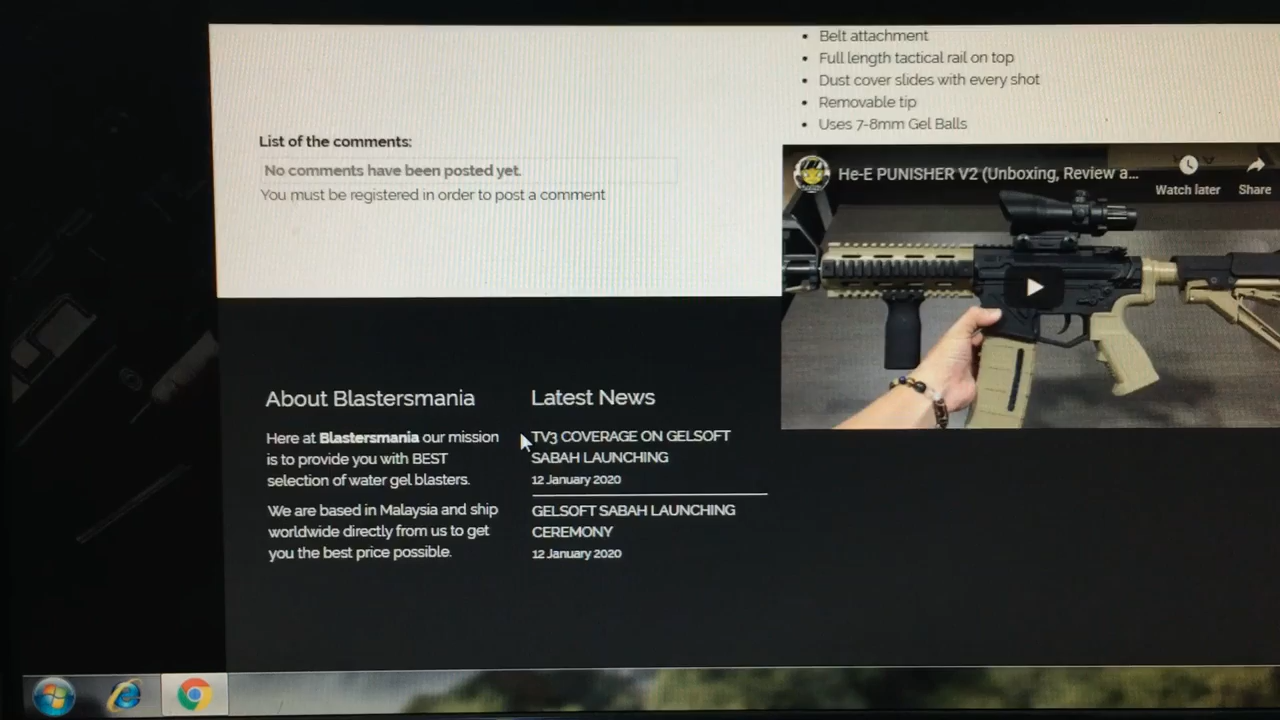 Belt attachment
Full length tactical rail on top
Dust cover slides with every shot
Removable tip
Uses 7-8mm Gel Balls
List of the comments:
No comments have been posted yet.
You must be registered in order to post a comment
He-E PUNISHER V2 (Unboxing, Review a...
Watch later
Share
About Blastersmania
Here at Blastersmania our mission
is to provide you with BEST
selection of water gel blasters.
We are based in Malaysia and ship
worldwide directly from us to get
you the best price possible.
Latest News
TV3 COVERAGE ON GELSOFT
SABAH LAUNCHING
12 January 2020
GELSOFT SABAH LAUNCHING
CEREMONY
12 January 2020